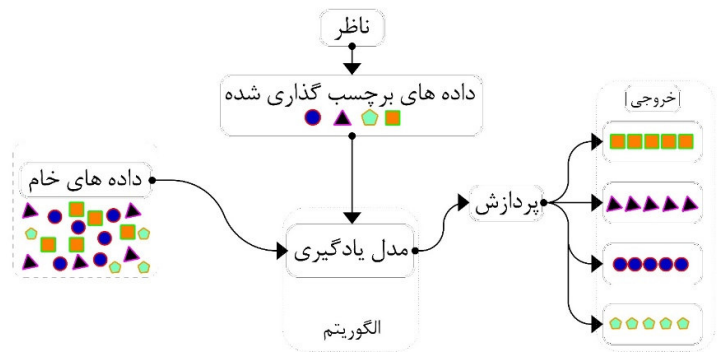 ناظر
داده های برچسب گذاری شده
خروجی
داده های خام
پردازش
مدل یادگیری
الگوریتم